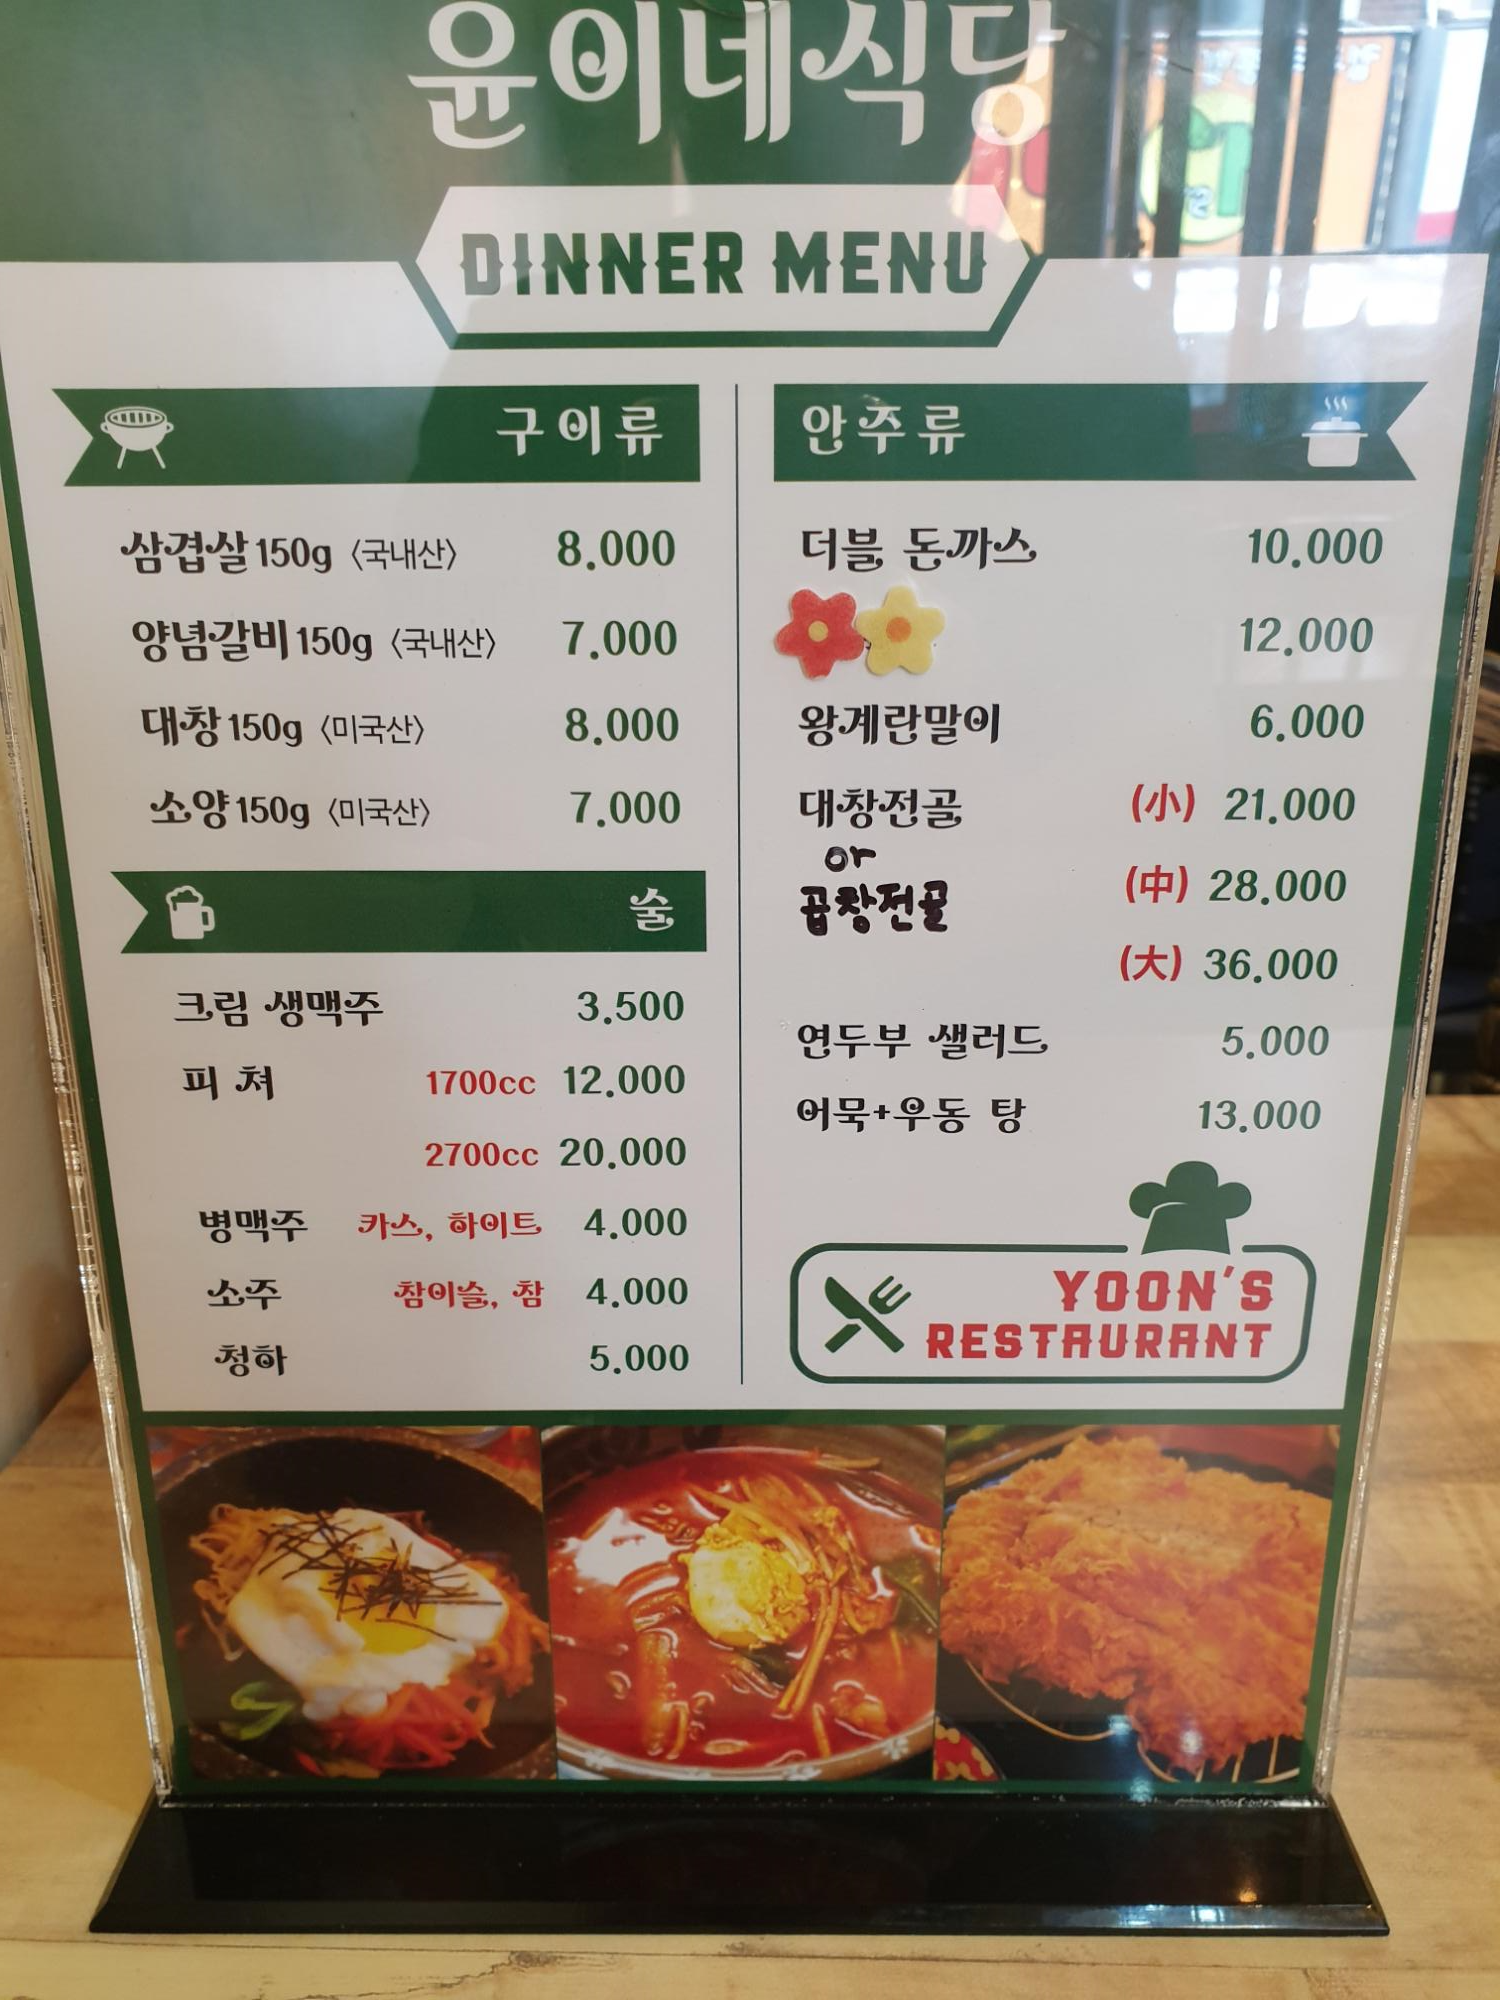 윤이네식당
DINNER MENU
구이류
삼겹살 150g 〈국내산〉 8.000
양념갈비 150g 〈국내산〉 7.000
대창 150g 〈미국산〉 8.000
소양 150g 〈미국산〉 7.000
술
크림 생맥주 3.500
피 쳐 1700cc 12.000
2700cc 20.000
병맥주 카스, 하이트 4.000
소주 참이슬, 참 4.000
청하 5.000
안주류
더블 돈까스 10.000
12.000
왕계란말이 6.000
대창전골 (小) 21.000
or
곱창전골 (中) 28.000
(大) 36.000
연두부 샐러드 5.000
어묵+우동 탕 13.000
YOON'S
RESTAURANT